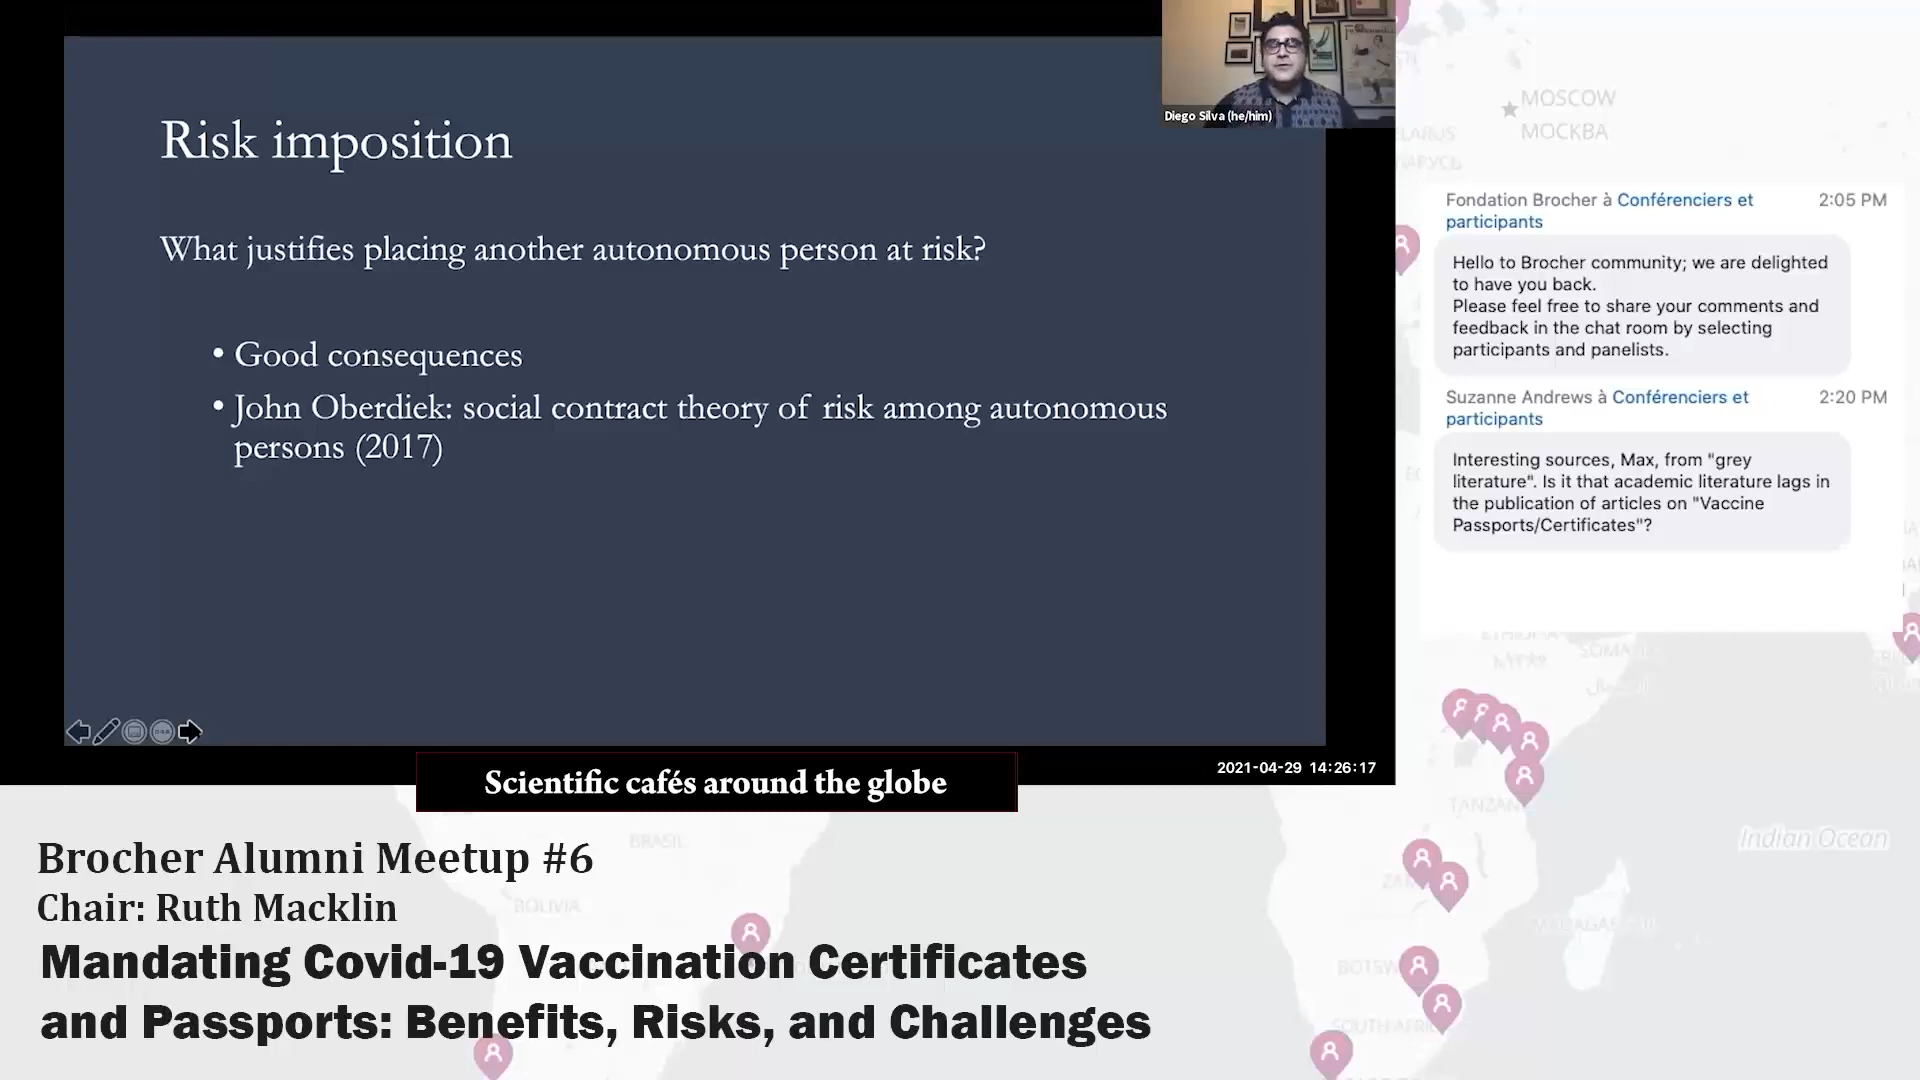 Risk imposition
What justifies placing another autonomous person at risk?
• Good consequences
• John Oberdiek: social contract theory of risk among autonomous
persons (2017)
Diego Silva (he/him)
2021-04-29 14:26:17
Scientific cafés around the globe
Brocher Alumni Meetup #6
Chair: Ruth Macklin
Mandating Covid-19 Vaccination Certificates
and Passports: Benefits, Risks, and Challenges
Fondation Brocher à Conférenciers et
participants
2:05 PM
Hello to Brocher community; we are delighted
to have you back.
Please feel free to share your comments and
feedback in the chat room by selecting
participants and panelists.
Suzanne Andrews à Conférenciers et
participants
2:20 PM
Interesting sources, Max, from "grey
literature". Is it that academic literature lags in
the publication of articles on "Vaccine
Passports/Certificates"?
MOSCOW
МОСКВА
BRASIL
BOLIVIA
Indian Ocean